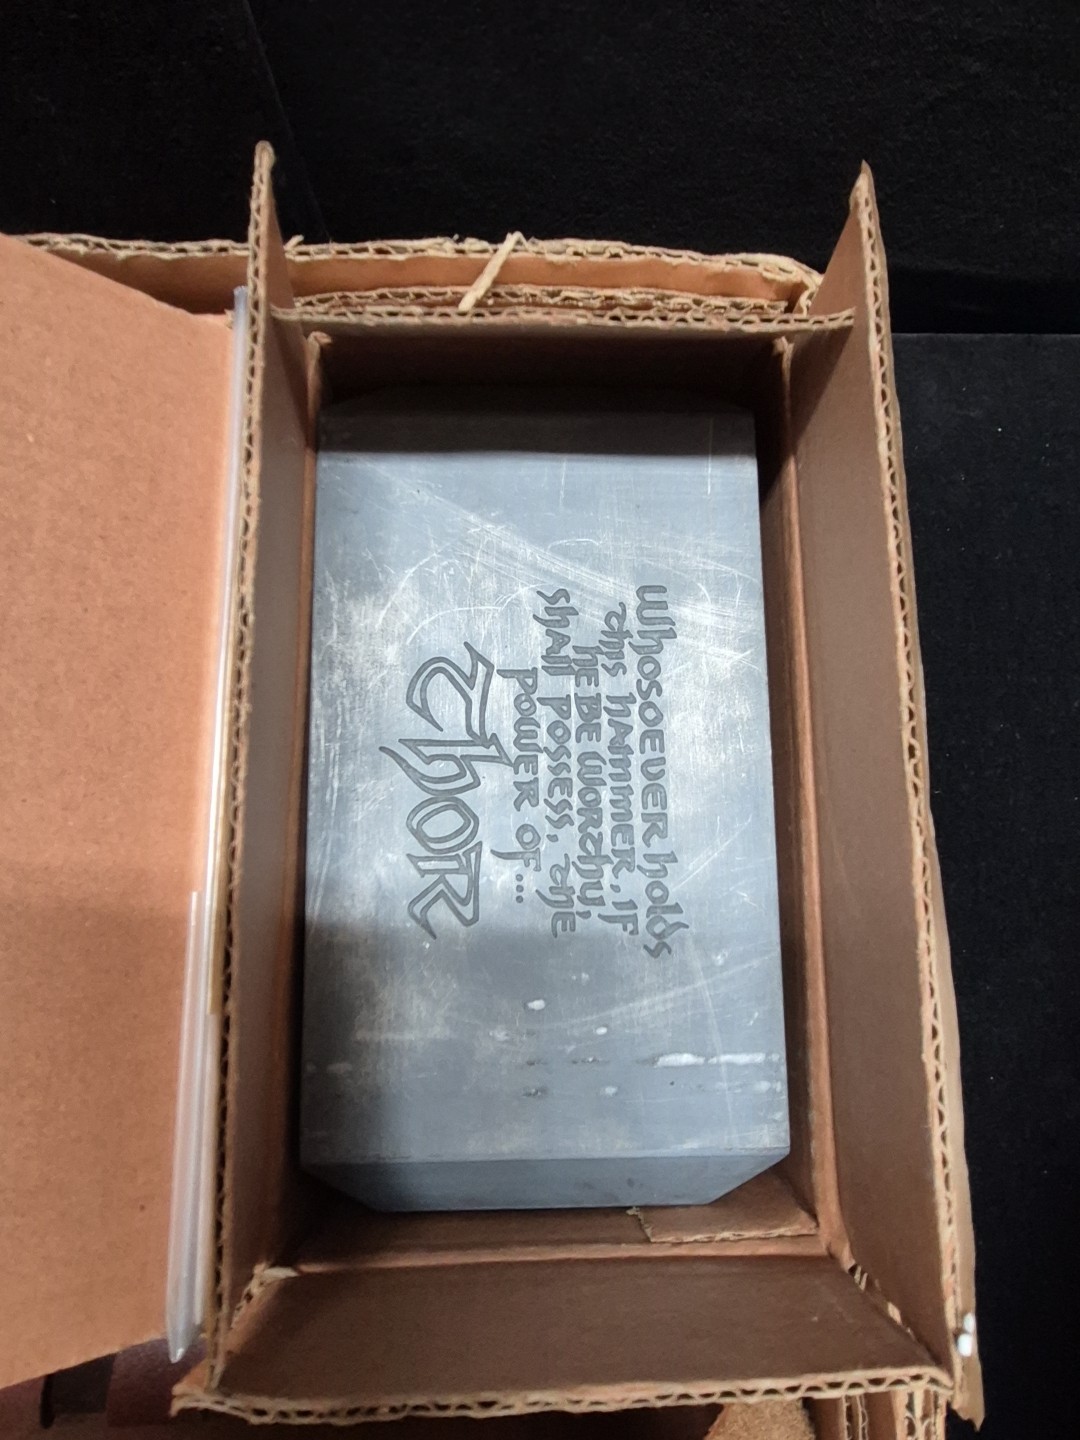 Whosoever holds
this hammer, if
he be worthy,
shall possess, the
power of...
Thor